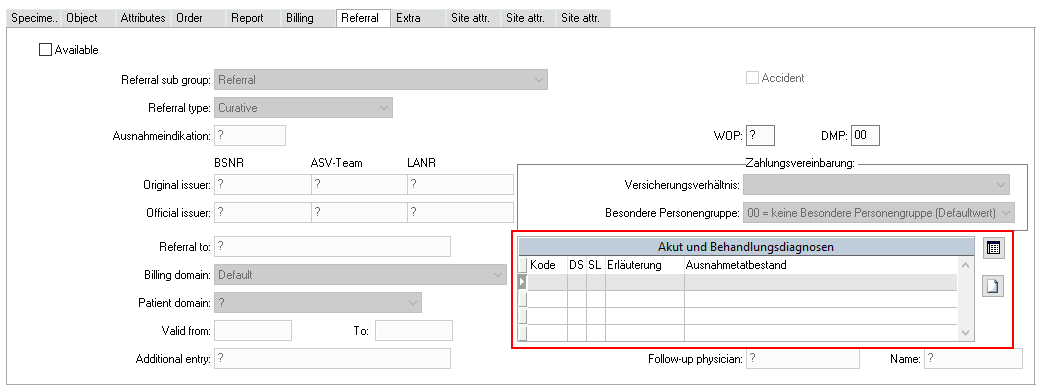 Specime.. Object Attributes Order Report Billing Referral Extra Site attr. Site attr. Site attr.
Available
Referral sub group: Referral Accident
Referral type: Curative
Ausnahmeindikation: ? WOP: ? DMP: 00
BSNR ASV-Team LANR Zahlungsvereinbarung:
Original issuer: ? ? ? Versicherungsverhältnis:
Official issuer: ? ? ? Besondere Personengruppe: 00 = keine Besondere Personengruppe (Defaultwert)
Referral to: ? Akut und Behandlungsdiagnosen
Kode DS SL Erläuterung Ausnahmetatbestand
Billing domain: Default
Patient domain: ?
Valid from: To:
Additional entry: ? Follow-up physician: ? Name: ?